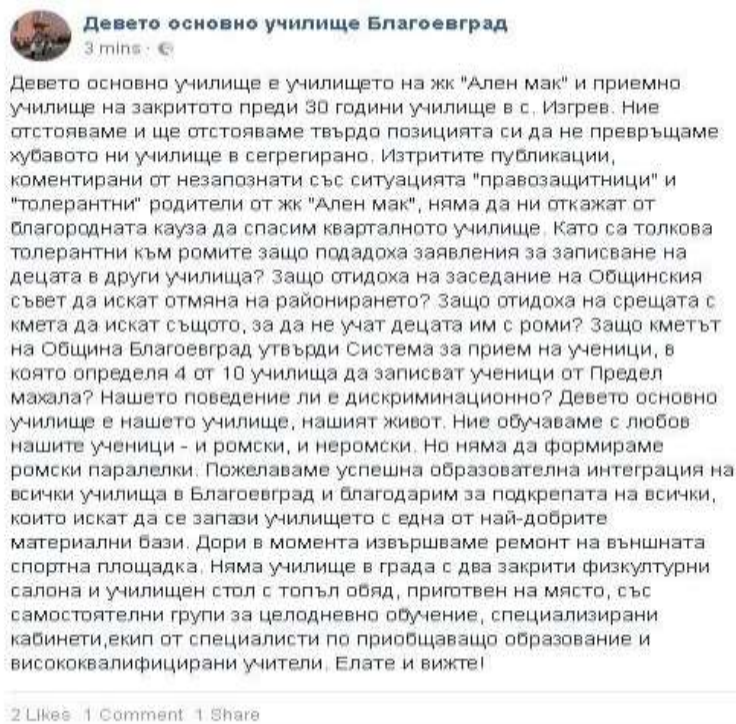 Девето основно училище Благоевград
3 mins ·
Девето основно училище е училището на жк "Ален мак" и приемно
училище на закритото преди 30 години училище в с. Изгрев. Ние
отстояваме и ще отстояваме твърдо позицията си да не превръщаме
хубавото ни училище в сегрегирано. Изтритите публикации,
коментирани от незапознати със ситуацията "правозащитници" и
"толерантни" родители от жк "Ален мак", няма да ни откажат от
благородната кауза да спасим кварталното училище. Като са толкова
толерантни към ромите защо подадоха заявления за записване на
децата в други училища? Защо отидоха на заседание на Общинския
съвет да искат отмяна на районирането? Защо отидоха на срещата с
кмета да искат същото, за да не учат децата им с роми? Защо кметът
на Община Благоевград утвърди Система за прием на ученици, в
която определя 4 от 10 училища да записват ученици от Предел
махала? Нашето поведение ли е дискриминационно? Девето основно
училище е нашето училище, нашият живот. Ние обучаваме с любов
нашите ученици - и ромски, и неромски. Но няма да формираме
ромски паралелки. Пожелаваме успешна образователна интеграция на
всички училища в Благоевград и благодарим за подкрепата на всички,
които искат да се запази училището с една от най-добрите
материални бази. Дори в момента извършваме ремонт на външната
спортна площадка. Няма училище в града с два закрити физкултурни
салона и училищен стол с топъл обяд, приготвен на място, със
самостоятелни групи за целодневно обучение, специализирани
кабинети,екип от специалисти по приобщаващо образование и
висококвалифицирани учители. Елате и вижте!
2 Likes 1 Comment 1 Share